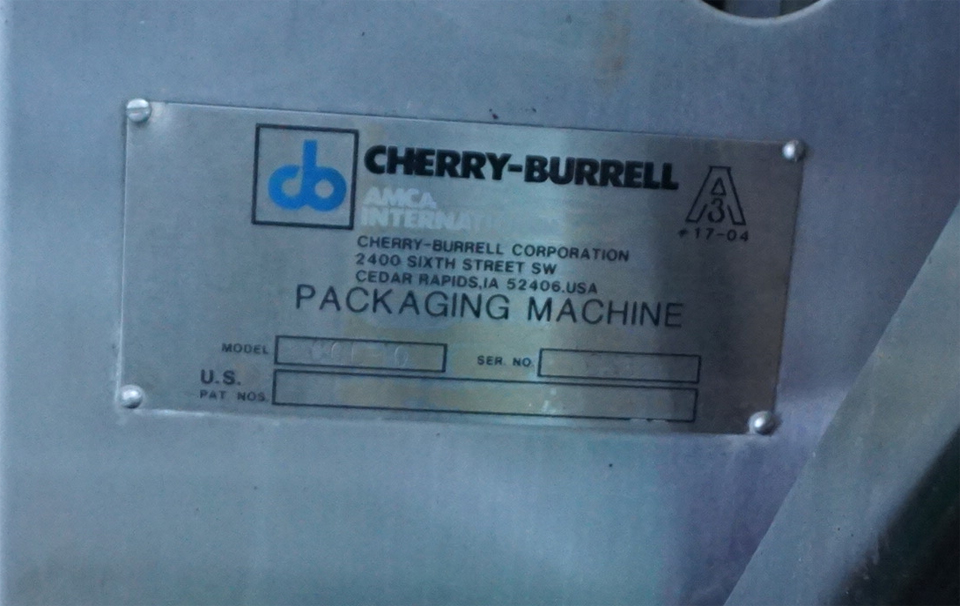 cb
CHERRY-BURRELL
AMCA
3
A
#17-04
CHERRY-BURRELL CORPORATION
2400 SIXTH STREET SW
CEDAR RAPIDS, IA 52406.USA
PACKAGING MACHINE
MODEL
SER. NO.
U.S.
PAT NOS.